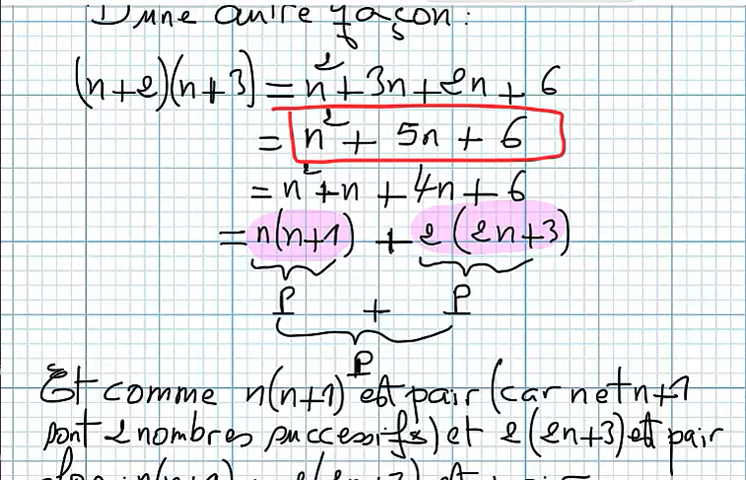 D'une autre façon :
(n+2)(n+3) = n²+3n+2n+6
= n²+ 5n + 6
= n²+n + 4n + 6
= n(n+1) + 2(2n+3)
P + P
P
Et comme n(n+1) est pair (car n et n+1
sont 2 nombres successifs) et 2(2n+3) est pair